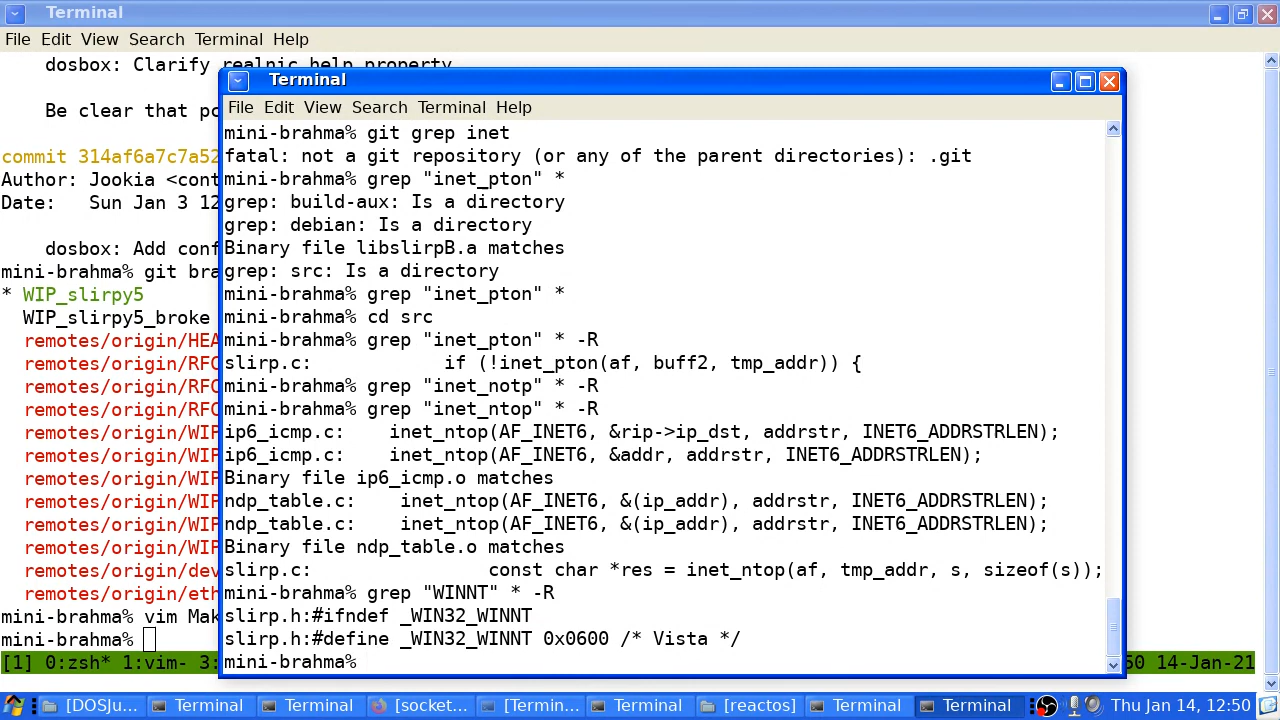 Terminal
File Edit View Search Terminal Help
dosbox: Clarify realnic help property
Be clear that pc
commit 314af6a7c7a52
Author: Jookia <cont
Date:   Sun Jan 3 12
dosbox: Add conf
mini-brahma% git bra
* WIP_slirpy5
WIP_slirpy5_broke
remotes/origin/HEA
remotes/origin/RFC
remotes/origin/RFC
remotes/origin/RFC
remotes/origin/WIP
remotes/origin/WIP
remotes/origin/WIP
remotes/origin/WIP
remotes/origin/WIP
remotes/origin/WIP
remotes/origin/dev
remotes/origin/eth
mini-brahma% vim Mak
mini-brahma%
[1] 0:zsh* 1:vim- 3:
50 14-Jan-21
Terminal
File Edit View Search Terminal Help
mini-brahma% git grep inet
fatal: not a git repository (or any of the parent directories): .git
mini-brahma% grep "inet_pton" *
grep: build-aux: Is a directory
grep: debian: Is a directory
Binary file libslirpB.a matches
grep: src: Is a directory
mini-brahma% grep "inet_pton" *
mini-brahma% cd src
mini-brahma% grep "inet_pton" * -R
slirp.c:            if (!inet_pton(af, buff2, tmp_addr)) {
mini-brahma% grep "inet_notp" * -R
mini-brahma% grep "inet_ntop" * -R
ip6_icmp.c:    inet_ntop(AF_INET6, &rip->ip_dst, addrstr, INET6_ADDRSTRLEN);
ip6_icmp.c:    inet_ntop(AF_INET6, &addr, addrstr, INET6_ADDRSTRLEN);
Binary file ip6_icmp.o matches
ndp_table.c:    inet_ntop(AF_INET6, &(ip_addr), addrstr, INET6_ADDRSTRLEN);
ndp_table.c:    inet_ntop(AF_INET6, &(ip_addr), addrstr, INET6_ADDRSTRLEN);
Binary file ndp_table.o matches
slirp.c:                const char *res = inet_ntop(af, tmp_addr, s, sizeof(s));
mini-brahma% grep "WINNT" * -R
slirp.h:#ifndef _WIN32_WINNT
slirp.h:#define _WIN32_WINNT 0x0600 /* Vista */
mini-brahma%
[DOSJu... Terminal Terminal [socket... [Termin... Terminal [reactos] Terminal Terminal Thu Jan 14, 12:50